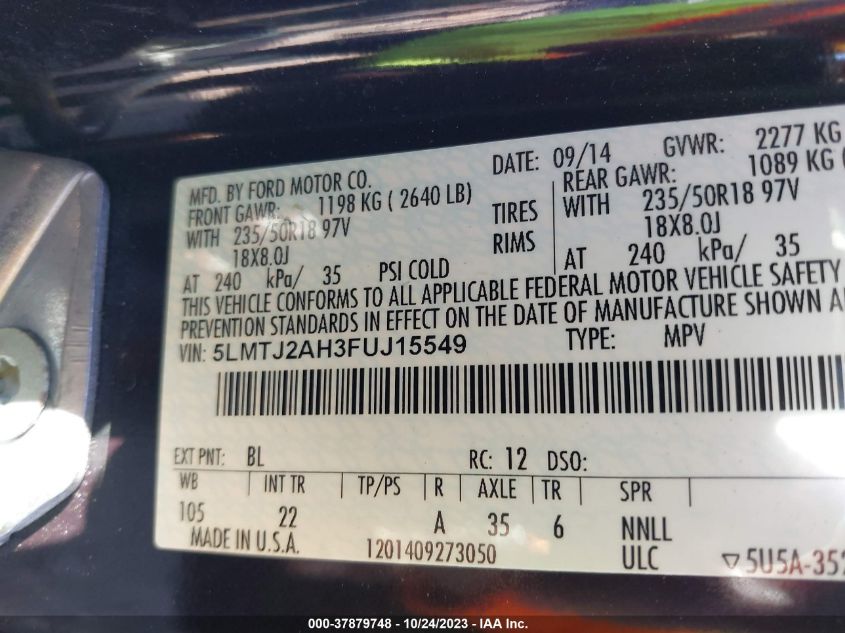 MFD. BY FORD MOTOR CO. DATE: 09/14 GVWR: 2277 KG
FRONT GAWR: 1198 KG ( 2640 LB) REAR GAWR: 1089 KG (
WITH 235/50R18 97V TIRES WITH 235/50R18 97V
18X8.0J RIMS 18X8.0J
AT 240 kPa/ 35 PSI COLD AT 240 kPa/ 35
THIS VEHICLE CONFORMS TO ALL APPLICABLE FEDERAL MOTOR VEHICLE SAFETY
PREVENTION STANDARDS IN EFFECT ON THE DATE OF MANUFACTURE SHOWN
VIN: 5LMTJ2AH3FUJ15549 TYPE: MPV
EXT PNT: BL RC: 12 DSO:
WB INT TR TP/PS R AXLE TR SPR
105 22 A 35 6 NNLL
MADE IN U.S.A. 1201409273050 ULC ▽5U5A-352
000-37879748 - 10/24/2023 - IAA Inc.